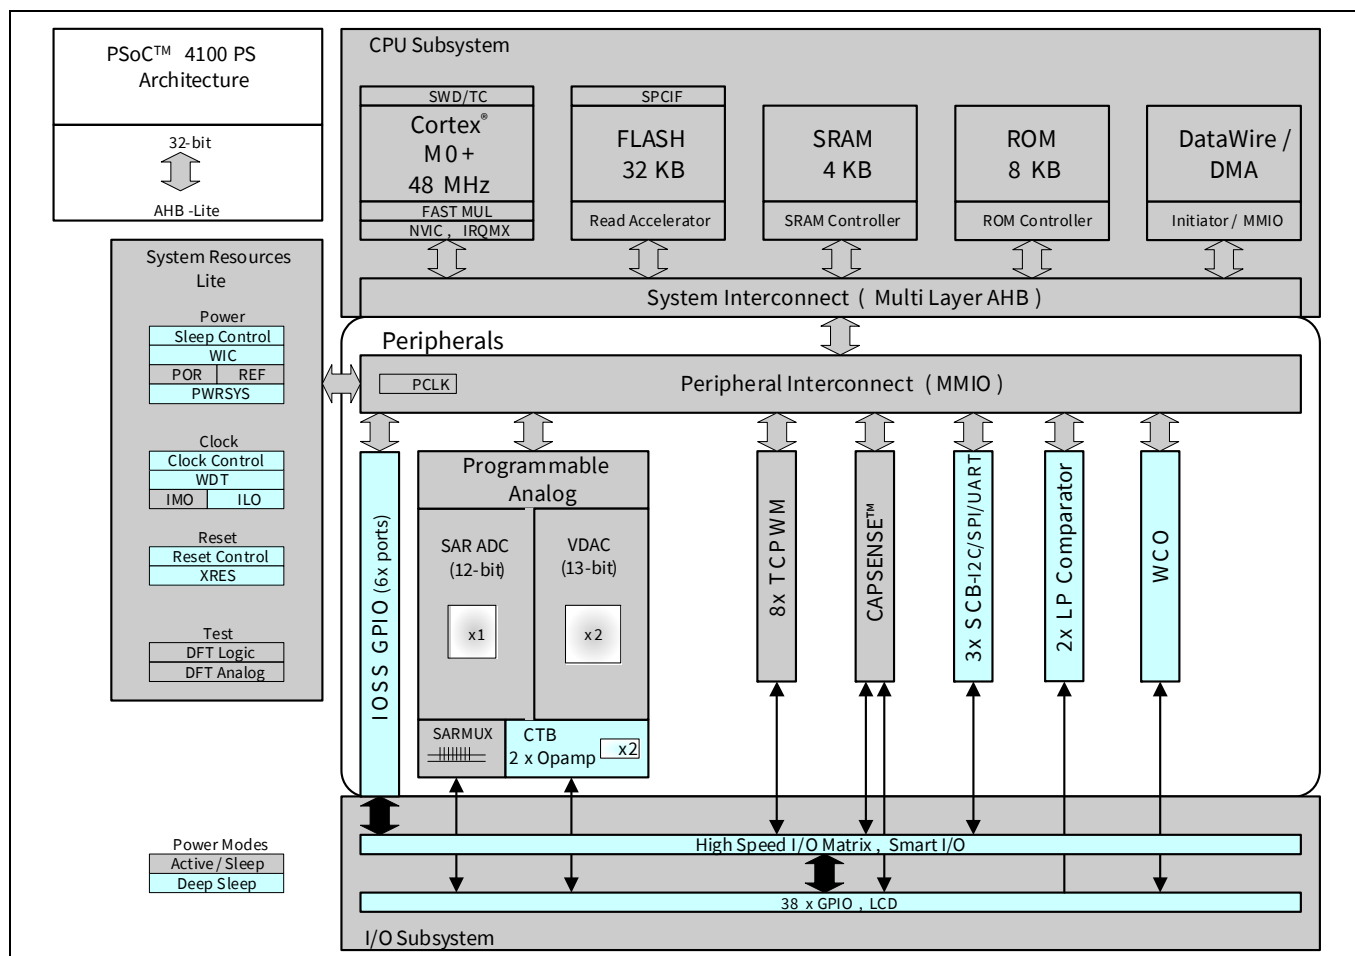 PSoC™ 4100 PS
Architecture
32-bit
AHB -Lite
CPU Subsystem
SWD/TC
Cortex®
M0+
48 MHz
FAST MUL
NVIC , IRQMX
SPCIF
FLASH
32 KB
Read Accelerator
SRAM
4 KB
SRAM Controller
ROM
8 KB
ROM Controller
DataWire /
DMA
Initiator / MMIO
System Interconnect ( Multi Layer AHB )
System Resources
Lite
Power
Sleep Control
WIC
POR REF
PWRSYS
Clock
Clock Control
WDT
IMO ILO
Reset
Reset Control
XRES
Test
DFT Logic
DFT Analog
Peripherals
PCLK
Peripheral Interconnect (MMIO )
IOSS GPIO (6x ports)
Programmable
Analog
SAR ADC
(12-bit)
x1
VDAC
(13-bit)
x2
SARMUX
CTB
2 x Opamp
x2
8x TCPWM
CAPSENSE™
3x SCB-I2C/SPI/UART
2x LP Comparator
WCO
Power Modes
Active / Sleep
Deep Sleep
High Speed I/O Matrix , Smart I/O
38 x GPIO , LCD
I/O Subsystem